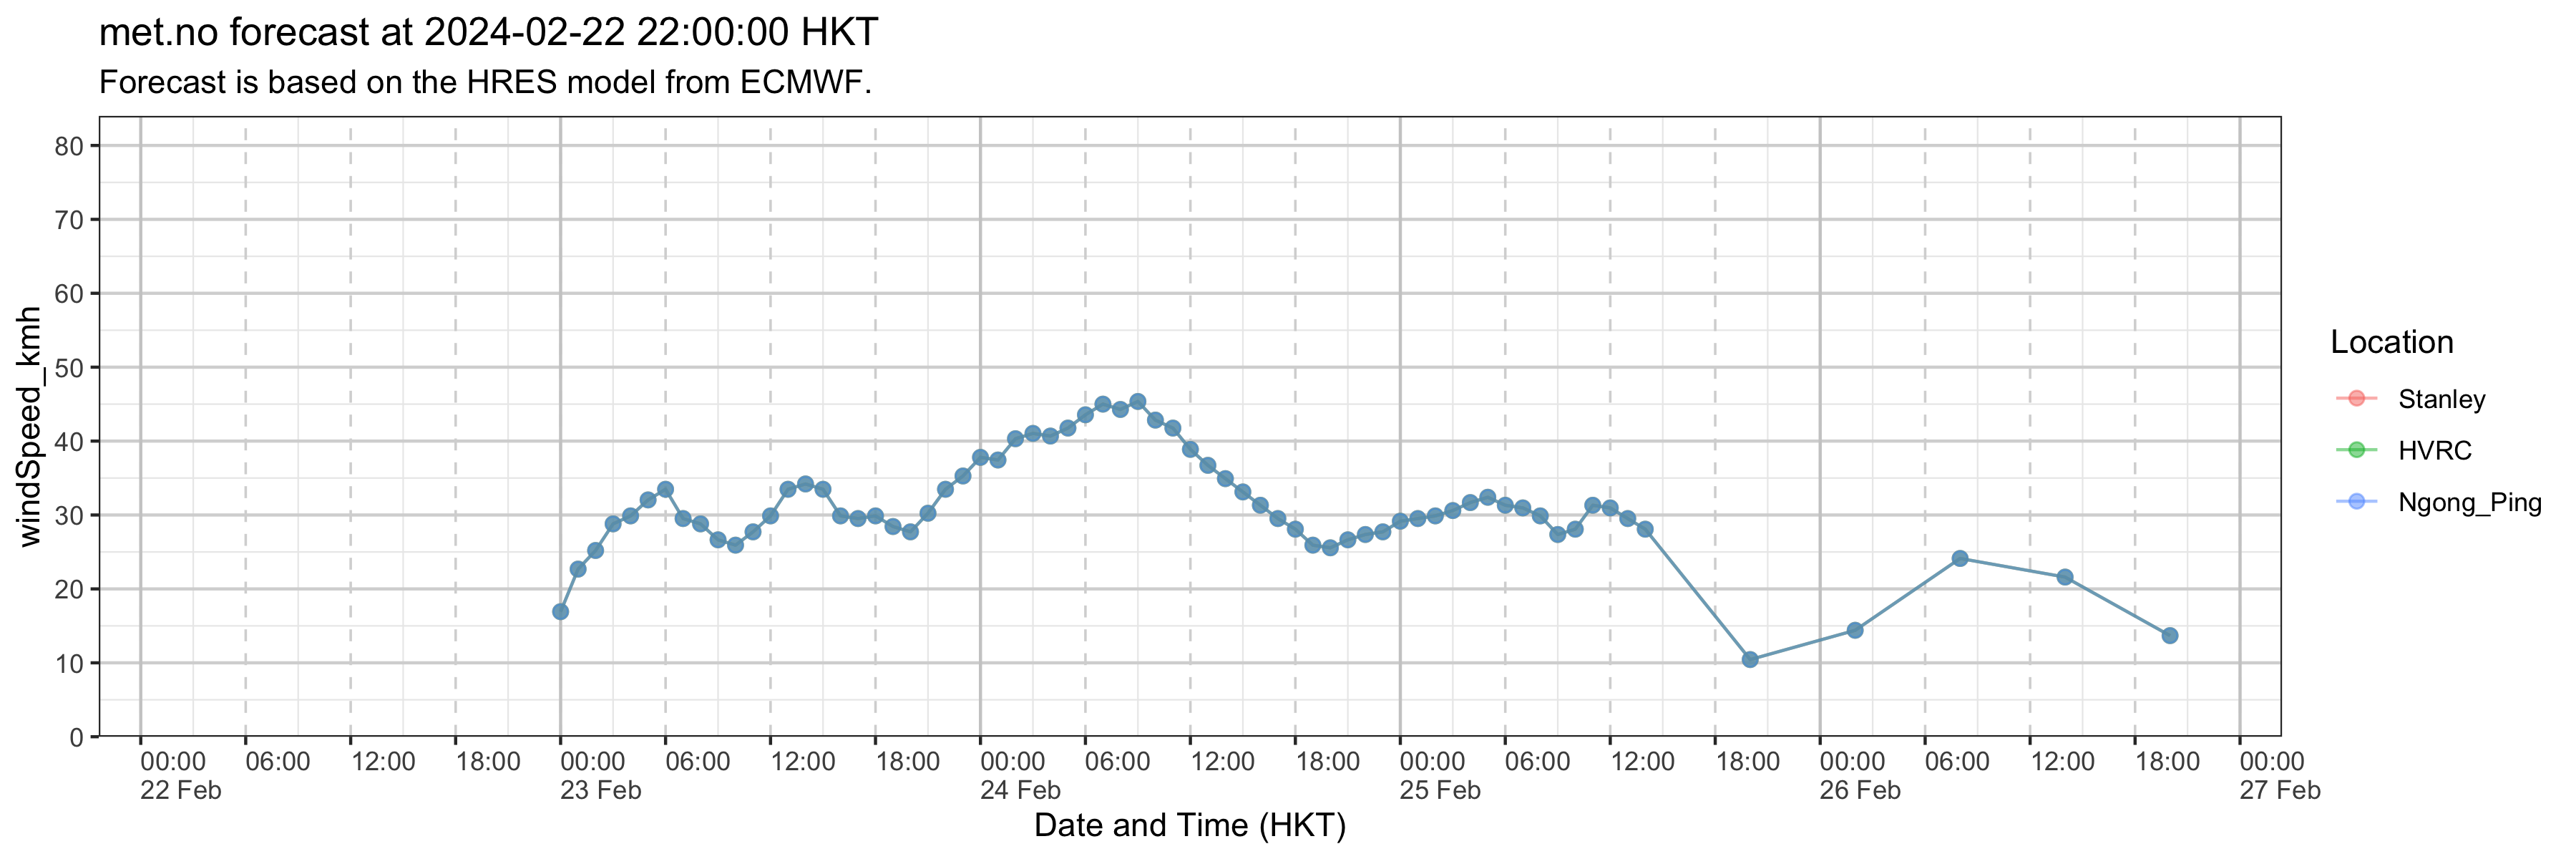 met.no forecast at 2024-02-22 22:00:00 HKT
Forecast is based on the HRES model from ECMWF.
windSpeed_kmh
80
70
60
50
40
30
20
10
0
00:00 06:00 12:00 18:00 00:00 06:00 12:00 18:00 00:00 06:00 12:00 18:00 00:00 06:00 12:00 18:00 00:00 06:00 12:00 18:00 00:00
22 Feb 23 Feb 24 Feb 25 Feb 26 Feb 27 Feb
Date and Time (HKT)
Location
Stanley
HVRC
Ngong_Ping